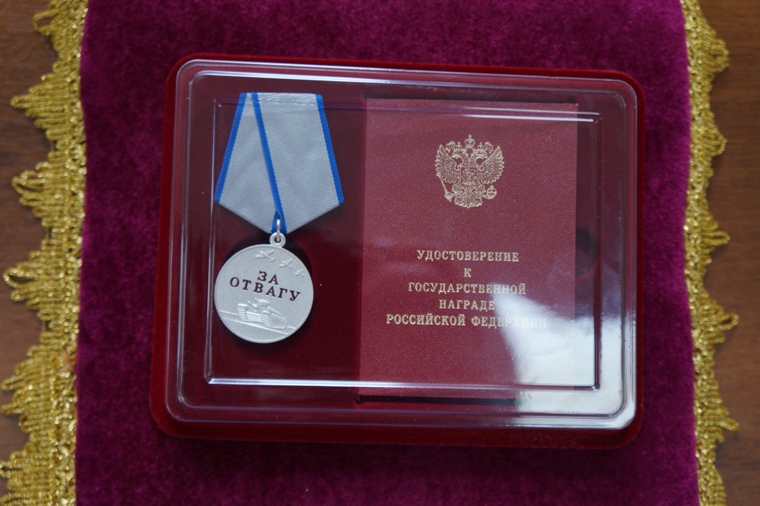 ЗА
ОТВАГУ
УДОСТОВЕРЕНИЕ
К
ГОСУДАРСТВЕННОЙ
НАГРАДЕ
РОССИЙСКОЙ ФЕДЕРАЦИИ